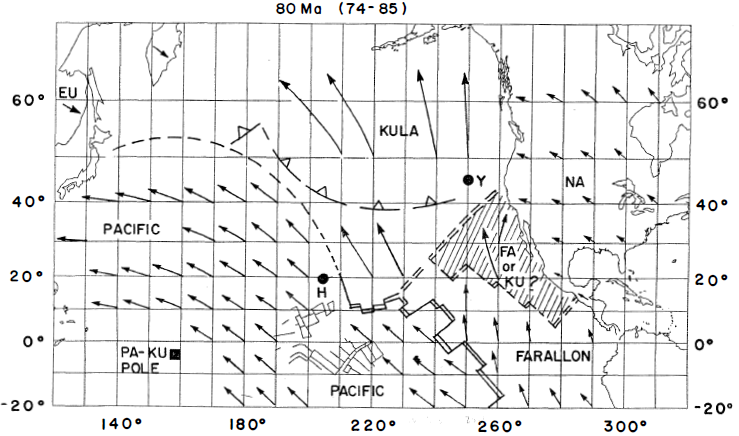 80 Ma (74-85)
EU
60°
60°
KULA
Y
NA
40°
40°
PACIFIC
FA
or
KU ?
20°
20°
H
0°
0°
PA-KU
POLE
FARALLON
PACIFIC
-20°
-20°
140°
180°
220°
260°
300°